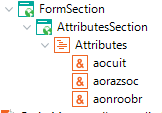 FormSection
AttributesSection
Attributes
aocuit
aorazsoc
aonroobr